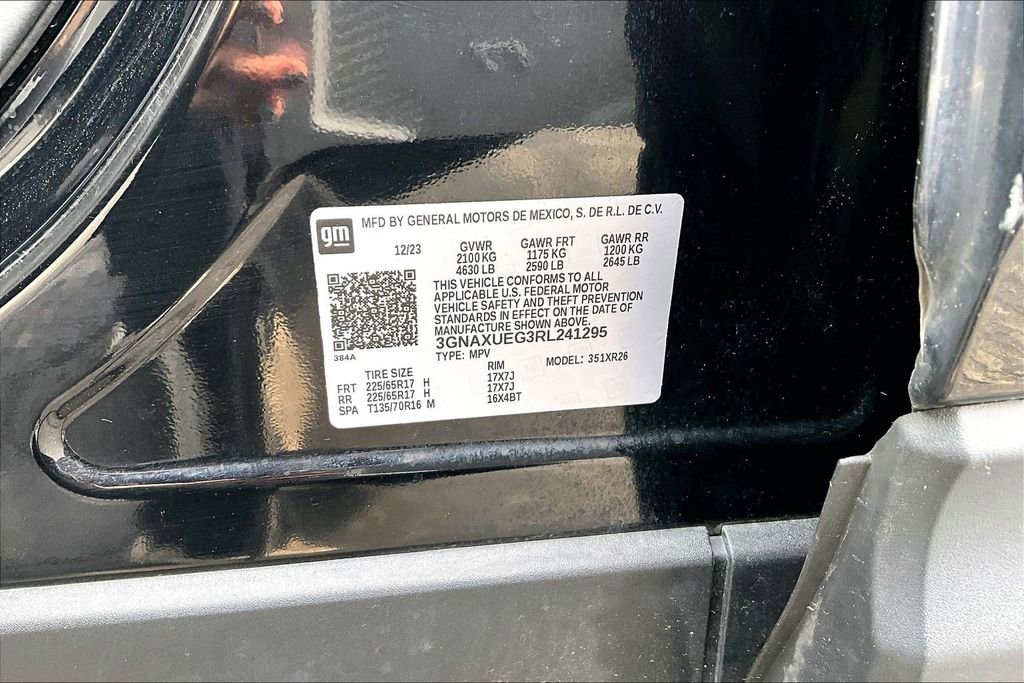 gm
MFD BY GENERAL MOTORS DE MEXICO, S. DE R.L. DE C.V.
12/23 GVWR GAWR FRT GAWR RR
2100 KG 1175 KG 1200 KG
4630 LB 2590 LB 2645 LB
THIS VEHICLE CONFORMS TO ALL
APPLICABLE U.S. FEDERAL MOTOR
VEHICLE SAFETY AND THEFT PREVENTION
STANDARDS IN EFFECT ON THE DATE OF
MANUFACTURE SHOWN ABOVE.
3GNAXUEG3RL241295
384A
TYPE: MPV MODEL: 351XR26
TIRE SIZE RIM
FRT 225/65R17 H 17X7J
RR 225/65R17 H 17X7J
SPA T135/70R16 M 16X4BT